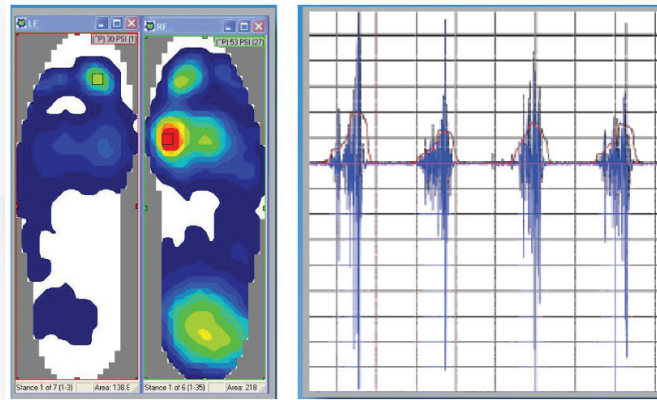 LF
RF
(*P) 30 PSI (1)
(*P) 53 PSI (27)
Stance 1 of 7 (1-3)
Area: 138.8
Stance 1 of 6 (1-35)
Area: 218